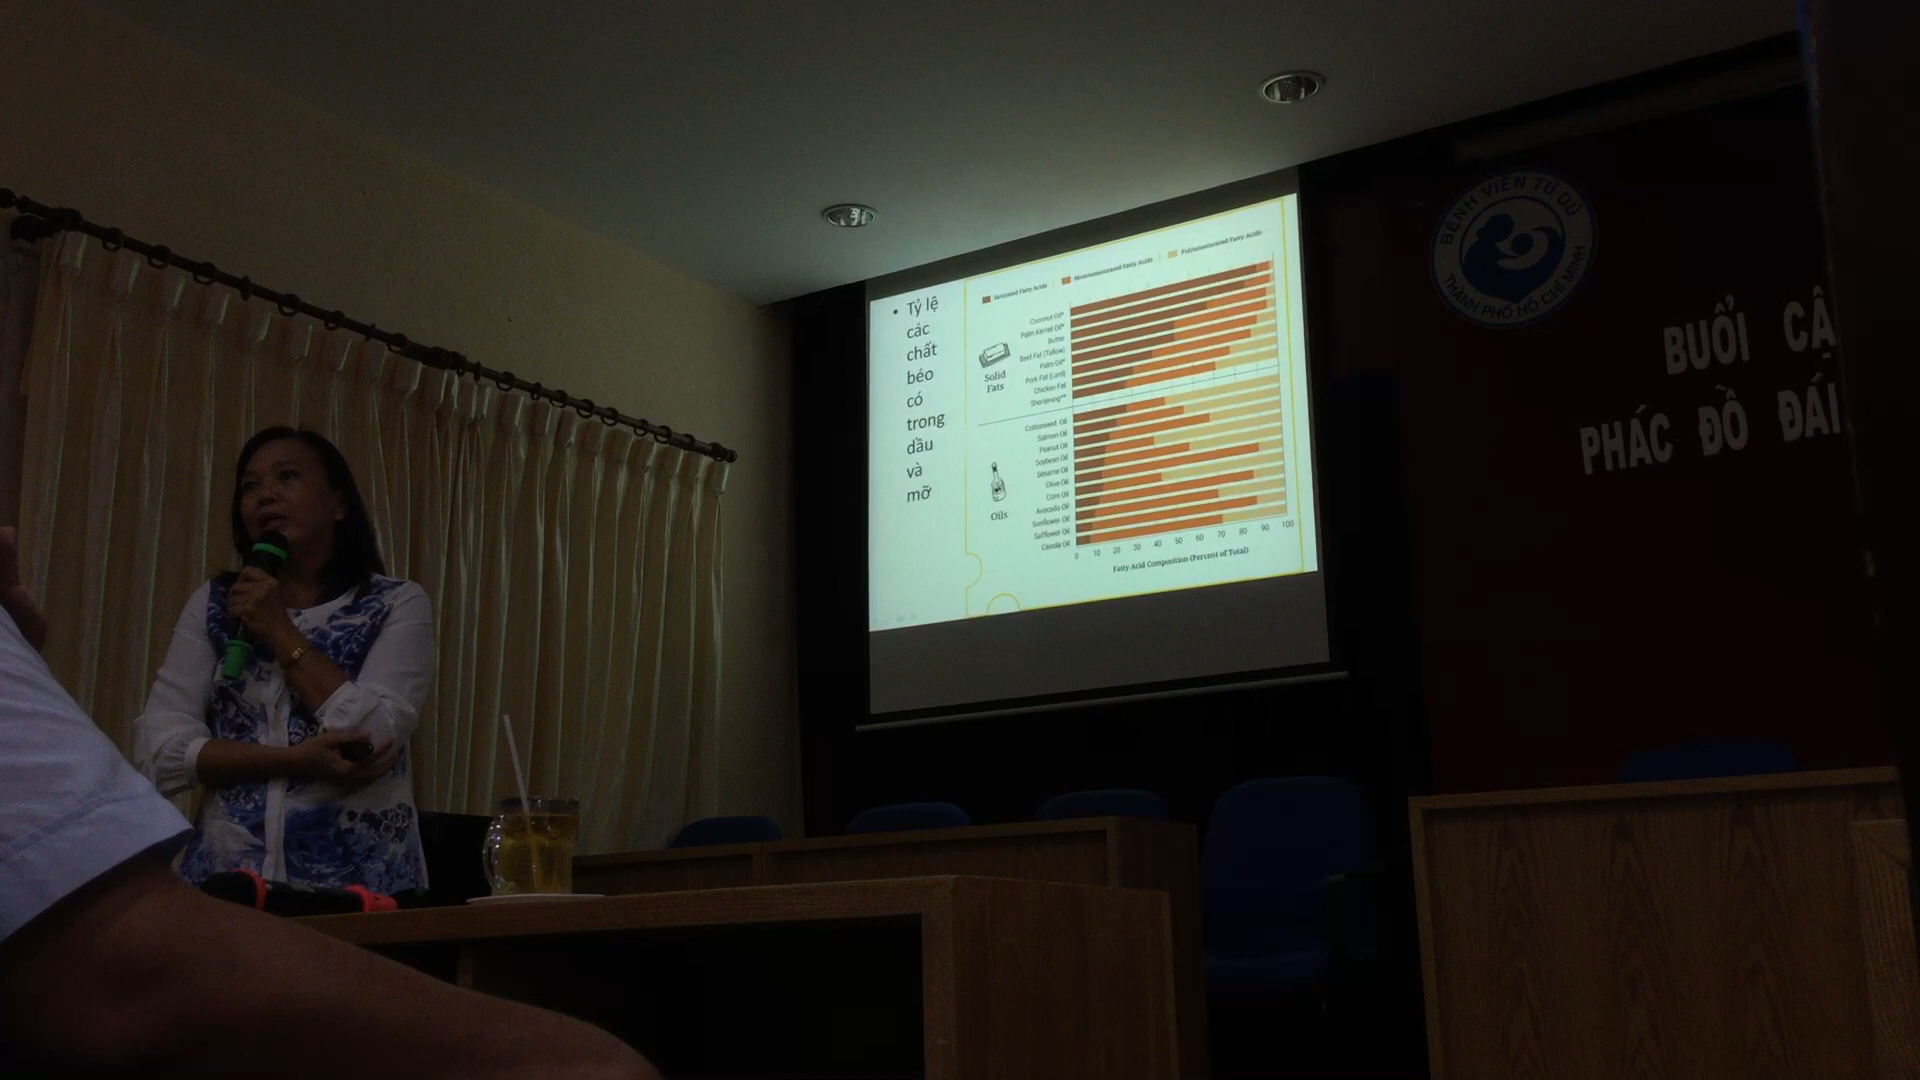 • Tỷ lệ
các
chất
béo
có
trong
dầu
và
mỡ
Saturated Fatty Acids
Monounsaturated Fatty Acids
Polyunsaturated Fatty Acids
Coconut Oil*
Palm Kernel Oil*
Butter
Beef Fat (Tallow)
Palm Oil*
Pork Fat (Lard)
Chicken Fat
Shortening**
Solid
Fats
Cottonseed Oil
Salmon Oil
Peanut Oil
Soybean Oil
Sesame Oil
Olive Oil
Corn Oil
Avocado Oil
Sunflower Oil
Safflower Oil
Canola Oil
Oils
0 10 20 30 40 50 60 70 80 90 100
Fatty Acid Composition (Percent of Total)
BỆNH VIỆN TỪ DŨ
THÀNH PHỐ HỒ CHÍ MINH
BUỔI CẬ
PHÁC ĐỒ ĐÁI